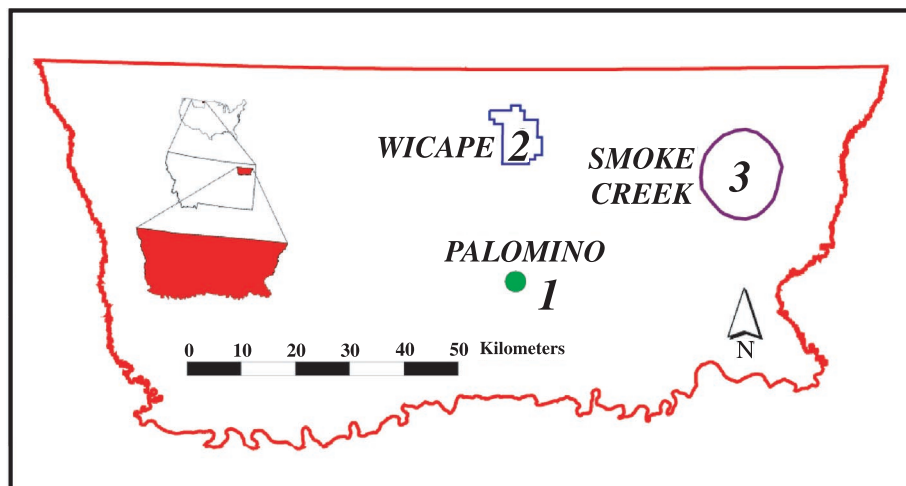 WICAPE 2
SMOKE
CREEK 3
PALOMINO
1
0 10 20 30 40 50 Kilometers
N